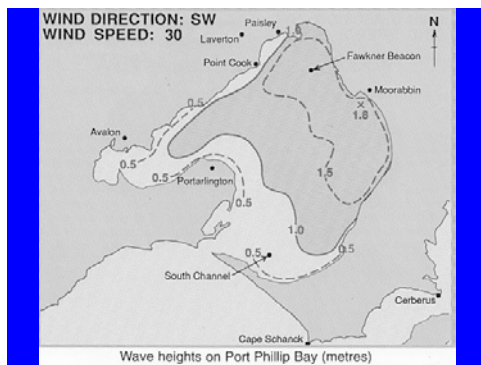 WIND DIRECTION: SW
WIND SPEED: 30
N
Paisley
Laverton
1.6
Point Cook
Fawkner Beacon
Moorabbin
1.8
0.5
Avalon
0.5
0.5
Portarlington
1.5
0.5
1.0
0.5
0.5
South Channel
Cerberus
Cape Schanck
Wave heights on Port Phillip Bay (metres)